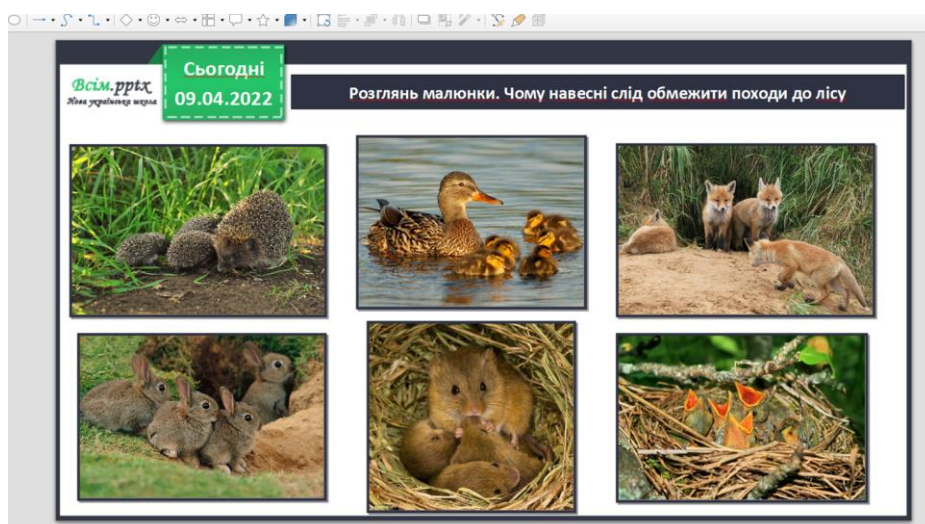 Всім.pptx
Нова українська школа
Сьогодні
09.04.2022
Розглянь малюнки. Чому навесні слід обмежити походи до лісу